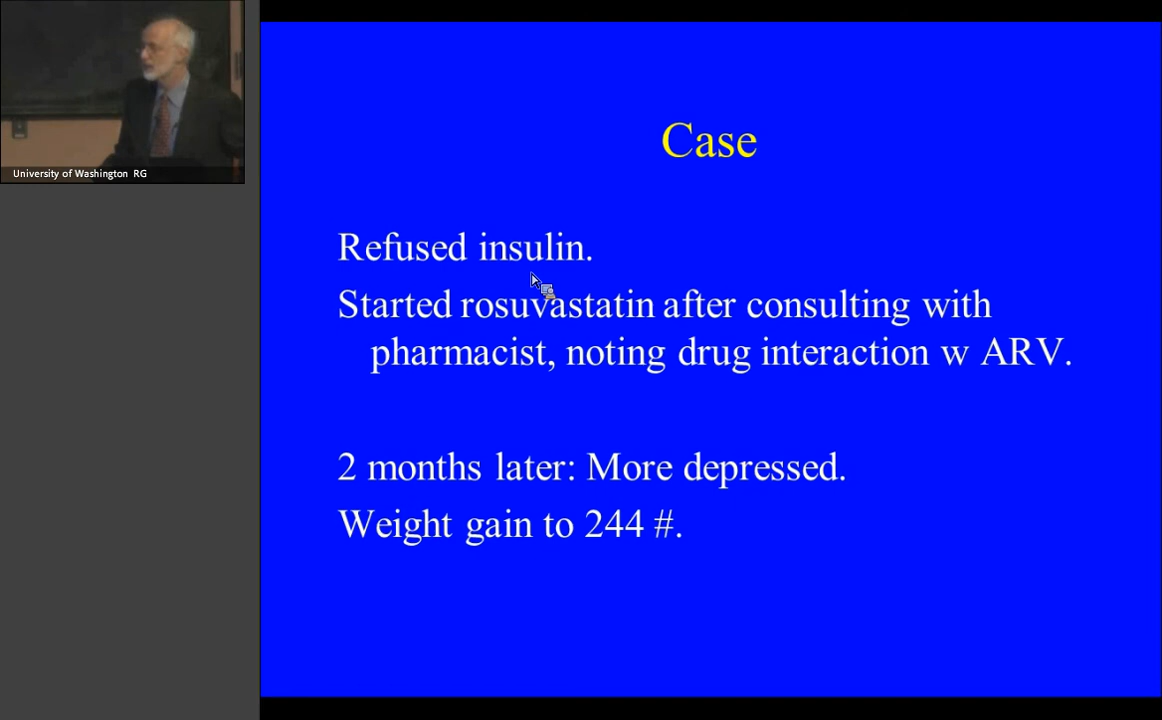 University of Washington RG
Case
Refused insulin.
Started rosuvastatin after consulting with
pharmacist, noting drug interaction w ARV.
2 months later: More depressed.
Weight gain to 244 #.